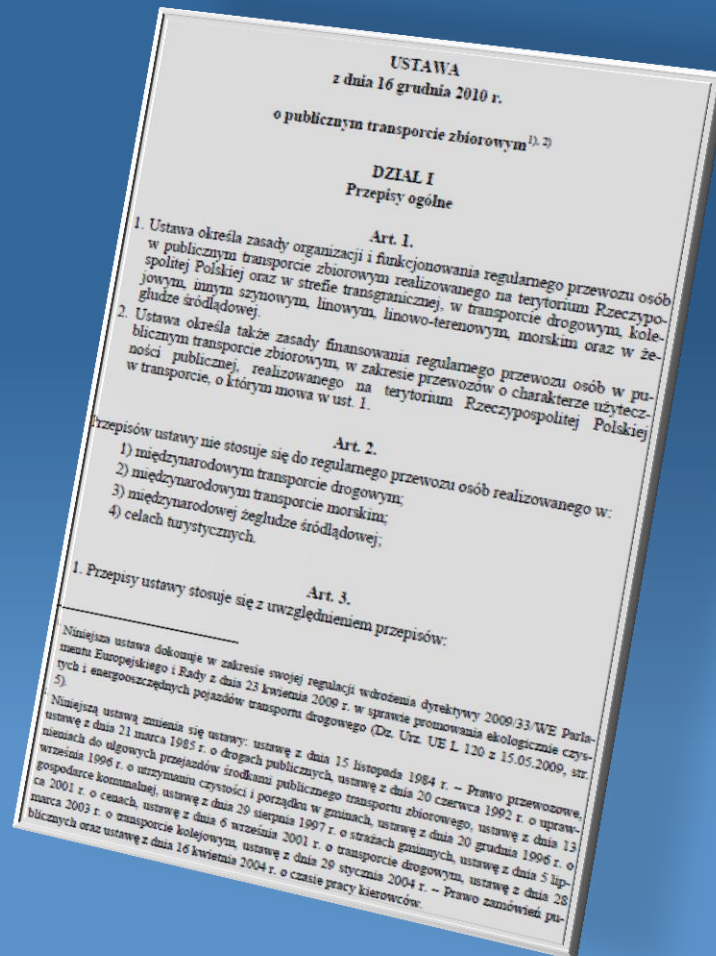 USTAWA
z dnia 16 grudnia 2010 r.
o publicznym transporcie zbiorowym1), 2)
DZIAŁ I
Przepisy ogólne
Art. 1.
1. Ustawa określa zasady organizacji i funkcjonowania regularnego przewozu osób
w publicznym transporcie zbiorowym realizowanego na terytorium Rzeczypo-
spolitej Polskiej oraz w strefie transgranicznej, w transporcie drogowym, kole-
jowym, innym szynowym, linowym, linowo-terenowym, morskim oraz w że-
gludze śródlądowej.
2. Ustawa określa także zasady finansowania regularnego przewozu osób w pu-
blicznym transporcie zbiorowym, w zakresie przewozów o charakterze użytecz-
ności publicznej, realizowanego na terytorium Rzeczypospolitej Polskiej
w transporcie, o którym mowa w ust. 1.
Art. 2.
Przepisów ustawy nie stosuje się do regularnego przewozu osób realizowanego w:
1) międzynarodowym transporcie drogowym;
2) międzynarodowym transporcie morskim;
3) międzynarodowej żegludze śródlądowej;
4) celach turystycznych.
Art. 3.
1. Przepisy ustawy stosuje się z uwzględnieniem przepisów:
Niniejsza ustawa dokonuje w zakresie swojej regulacji wdrożenia dyrektywy 2009/33/WE Parla-
mentu Europejskiego i Rady z dnia 23 kwietnia 2009 r. w sprawie promowania ekologicznie czys-
tych i energooszczędnych pojazdów transportu drogowego (Dz. Urz. UE L 120 z 15.05.2009, str.
5).
Niniejszą ustawą zmienia się ustawy: ustawę z dnia 15 listopada 1984 r. – Prawo przewozowe,
ustawę z dnia 21 marca 1985 r. o drogach publicznych, ustawę z dnia 20 czerwca 1992 r. o upraw-
nieniach do ulgowych przejazdów środkami publicznego transportu zbiorowego, ustawę z dnia 13
września 1996 r. o utrzymaniu czystości i porządku w gminach, ustawę z dnia 20 grudnia 1996 r. o
gospodarce komunalnej, ustawę z dnia 29 sierpnia 1997 r. o strażach gminnych, ustawę z dnia 5 lip-
ca 2001 r. o cenach, ustawę z dnia 6 września 2001 r. o transporcie drogowym, ustawę z dnia 28
marca 2003 r. o transporcie kolejowym, ustawę z dnia 29 stycznia 2004 r. – Prawo zamówień pu-
blicznych oraz ustawę z dnia 16 kwietnia 2004 r. o czasie pracy kierowców.